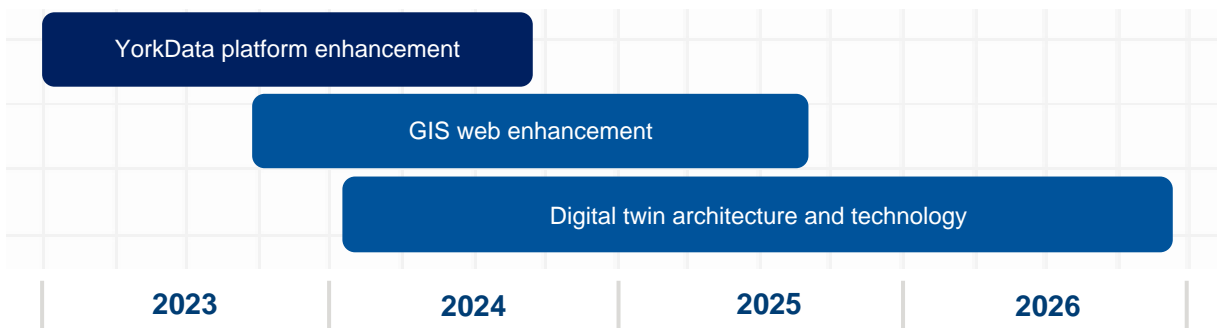 YorkData platform enhancement
GIS web enhancement
Digital twin architecture and technology
2023 2024 2025 2026